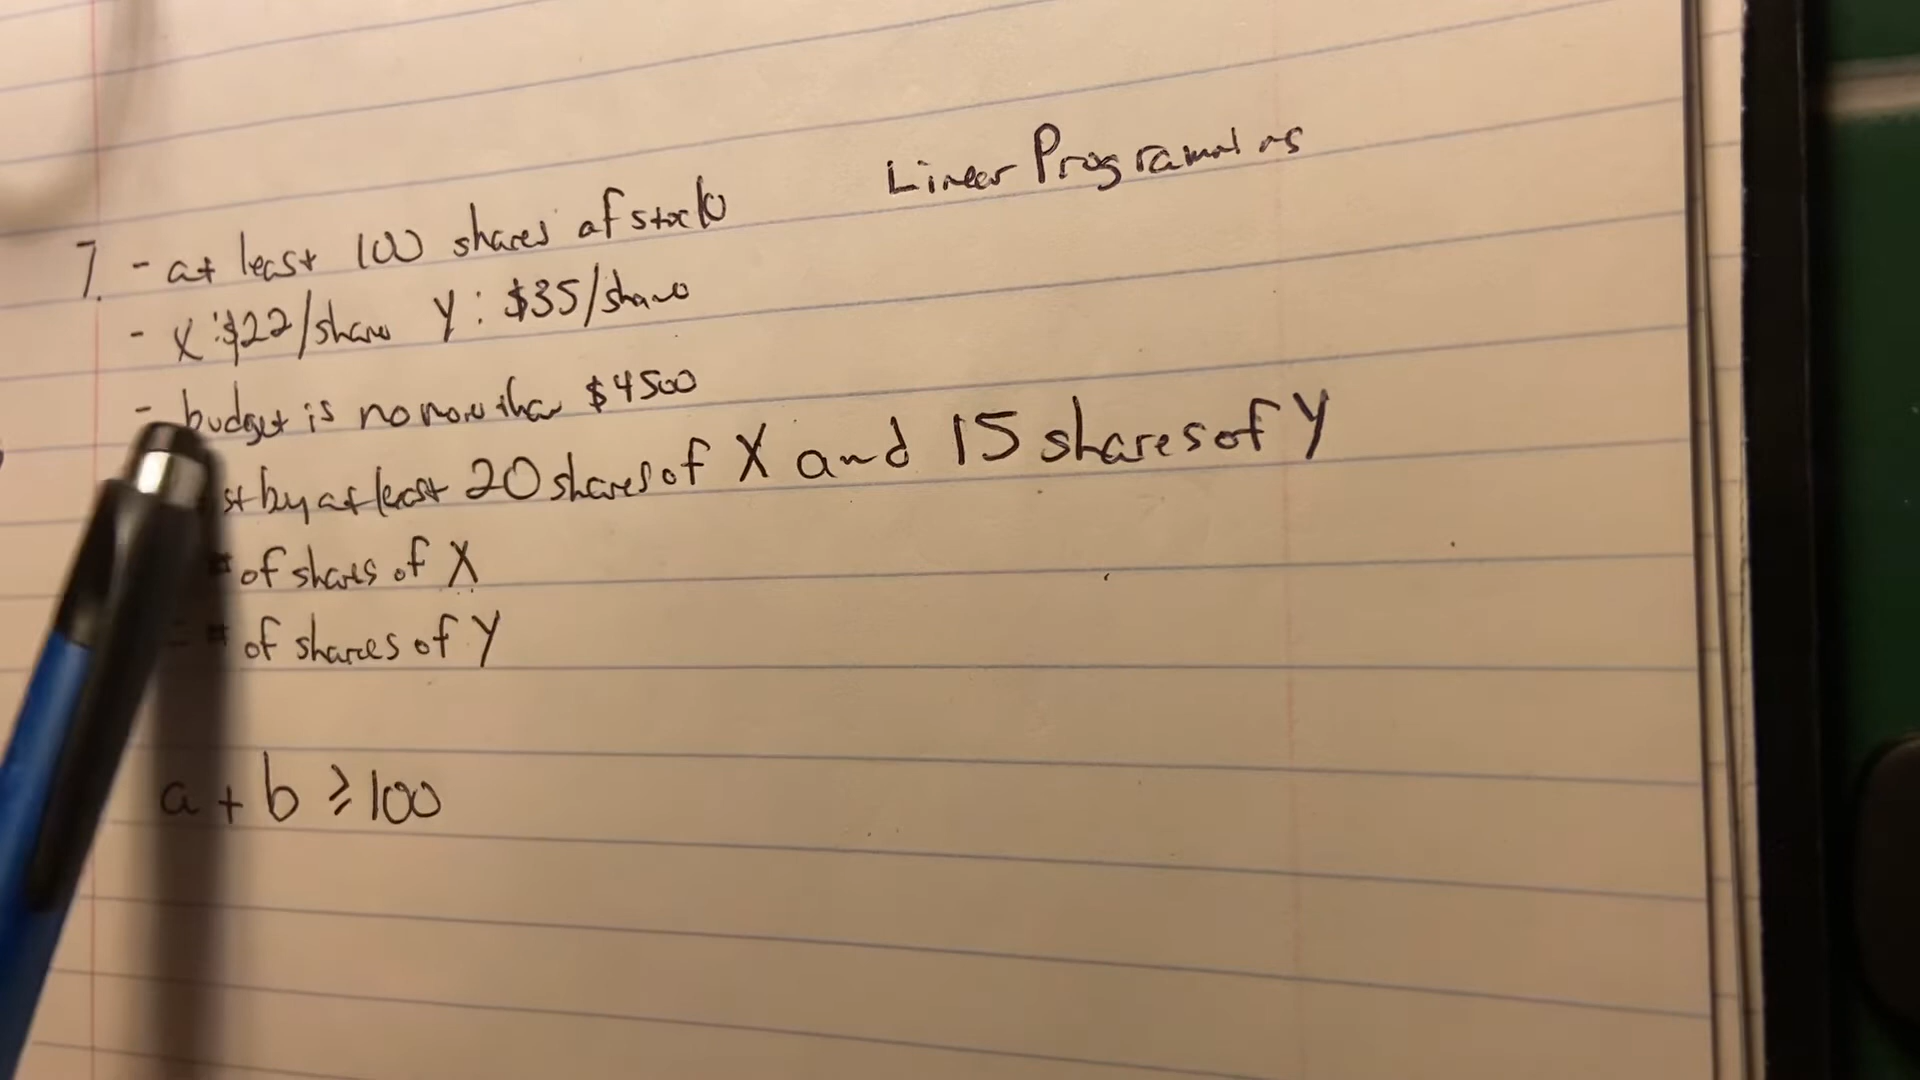 Linear Programming
7. - at least 100 shares of stock
- X: $22/share Y: $35/share
- budget is no more than $4500
st buy at least 20 shares of X and 15 shares of Y
# of shares of X
= # of shares of Y
a + b ≥ 100